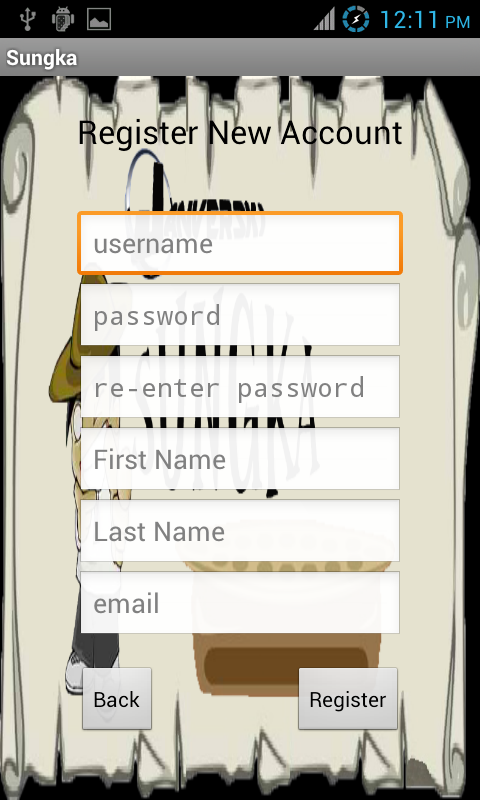 12:11 PM
Sungka
Register New Account
username
password
re-enter password
First Name
Last Name
email
Back
Register
SUNGKA